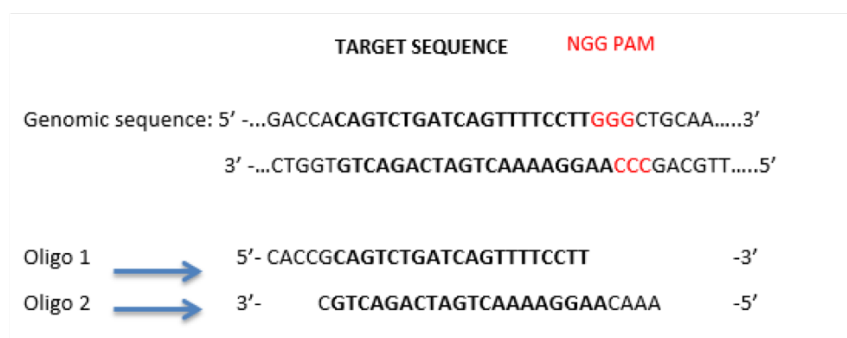 TARGET SEQUENCE NGG PAM
Genomic sequence: 5′ -...GACCACAGTCTGATCAGTTTTCCTTGGGCTGCAA.....3′
3′ -...CTGGTGTCAGACTAGTCAAAAGGAACCCGACGTT.....5′
Oligo 1 5′- CACCGCAGTCTGATCAGTTTTCCTT -3′
Oligo 2 3′- CGTCAGACTAGTCAAAAGGAACAAA -5′